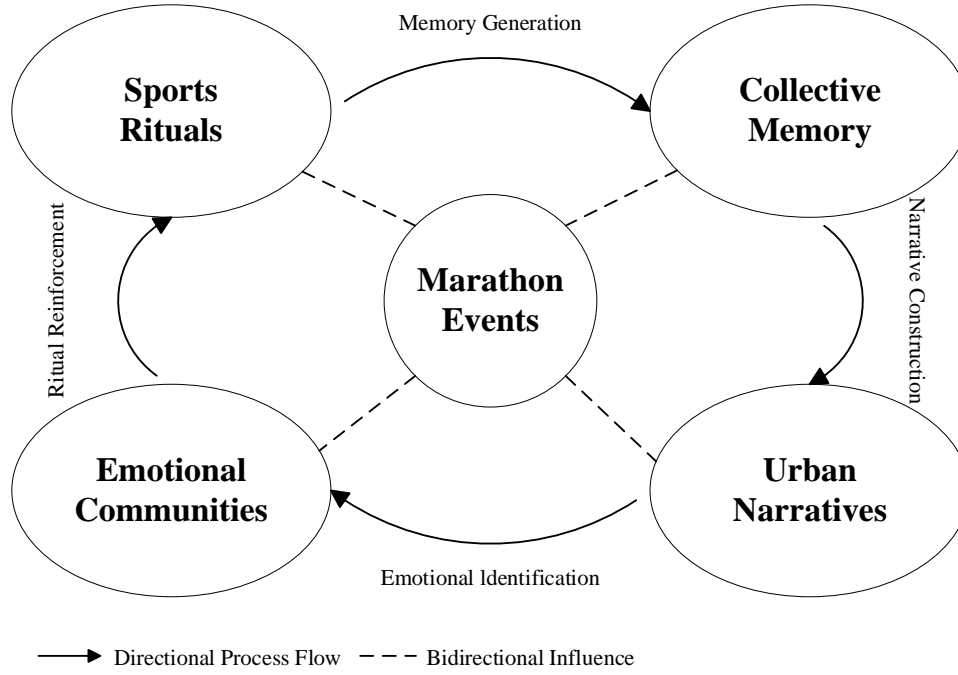 Memory Generation
Sports
Rituals
Collective
Memory
Ritual Reinforcement
Narrative Construction
Marathon
Events
Emotional
Communities
Urban
Narratives
Emotional Identification
Directional Process Flow
Bidirectional Influence